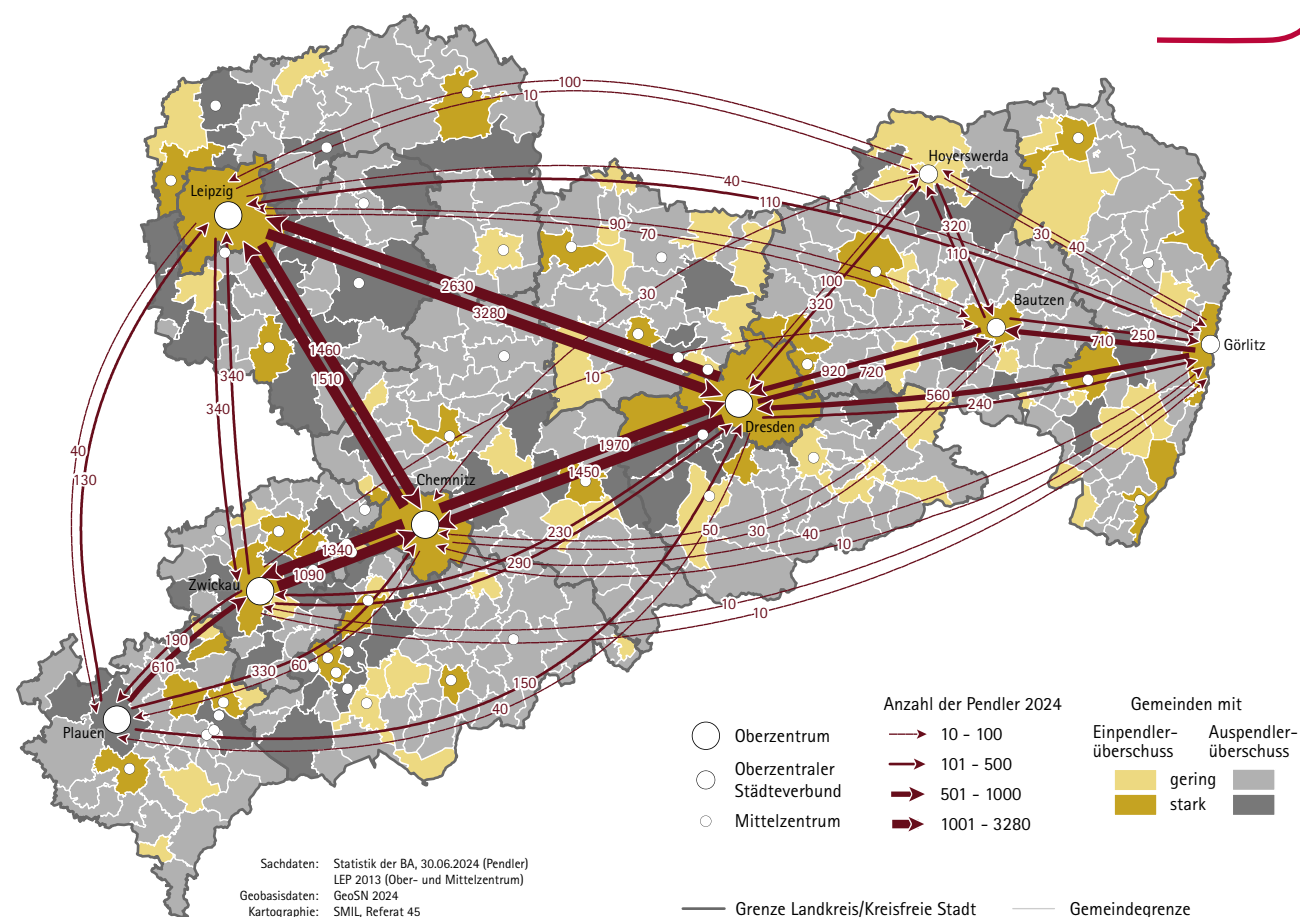 100
10
Hoyerswerda
Leipzig
40
110
90
70
320
110
30
40
2630
3280
30
100
320
Bautzen
250
710
Görlitz
1460
1510
340
340
10
920
720
560
240
Dresden
1970
1450
Chemnitz
40
130
230
290
50
30
40
10
1340
1090
Zwickau
10
10
190
610
330
60
150
40
Plauen
Oberzentrum
Oberzentraler
Städteverbund
Mittelzentrum
Anzahl der Pendler 2024
10 - 100
101 - 500
501 - 1000
1001 - 3280
Gemeinden mit
Einpendler-
überschuss
Auspendler-
überschuss
gering
stark
Sachdaten: Statistik der BA, 30.06.2024 (Pendler)
LEP 2013 (Ober- und Mittelzentrum)
Geobasisdaten: GeoSN 2024
Kartographie: SMIL, Referat 45
Grenze Landkreis/Kreisfreie Stadt
Gemeindegrenze